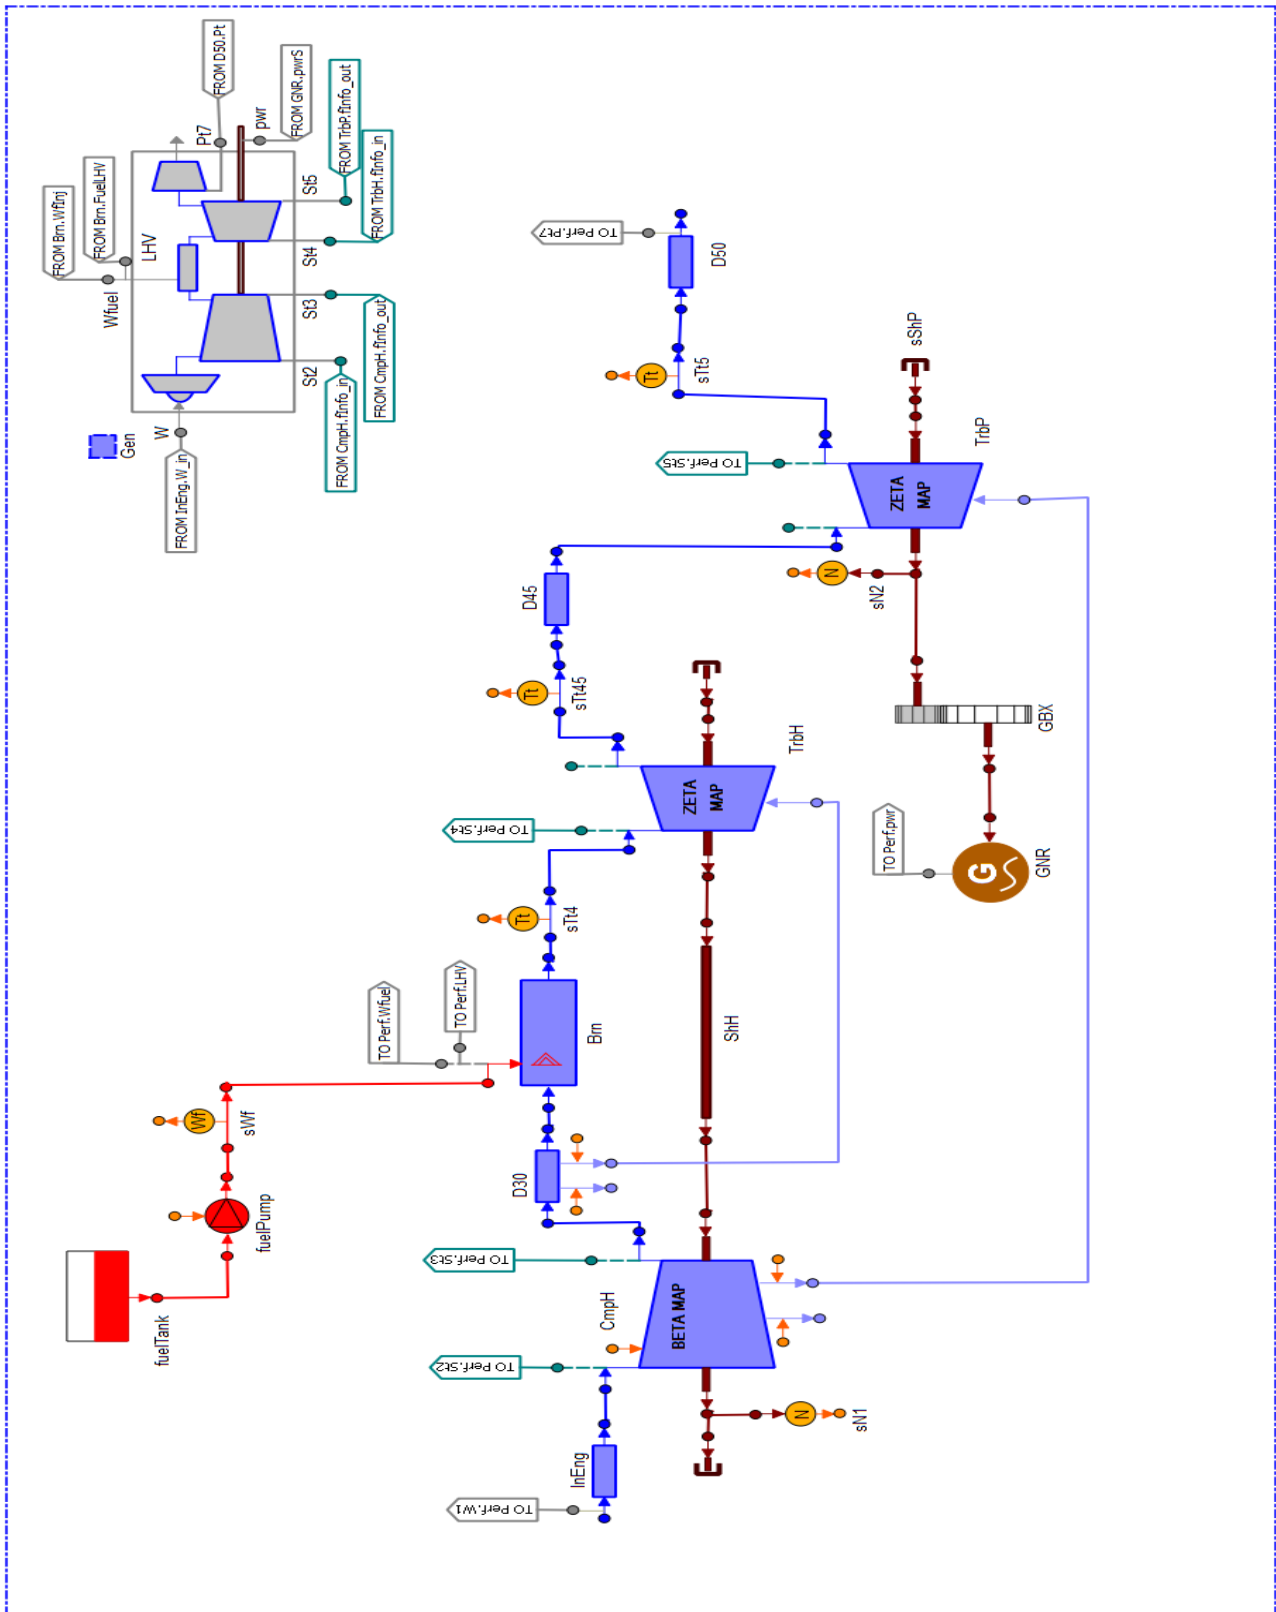 FROM D50.Pt
FROM Brn.WfInj
FROM Brn.FuelLHV
FROM GNR.pwrS
FROM TrbP.fInfo_out
FROM TrbH.fInfo_in
FROM CmpH.fInfo_out
FROM CmpH.fInfo_in
FROM InEng.W_in
Wfuel
LHV
Pt7
pwr
St5
St4
St3
St2
W
Gen
fuelTank
fuelPump
Wf
sWf
TO Perf.Wfuel
TO Perf.LHV
TO Perf.W1
InEng
TO Perf.St2
CmpH
BETA MAP
N
sN1
TO Perf.St3
D30
Brn
Tt
sTt4
TO Perf.St4
ShH
ZETA
MAP
TrbH
Tt
sTt45
D45
N
sN2
GBX
G
GNR
TO Perf.pwr
ZETA
MAP
TrbP
TO Perf.St5
sShP
Tt
sTt5
D50
TO Perf.Pt7